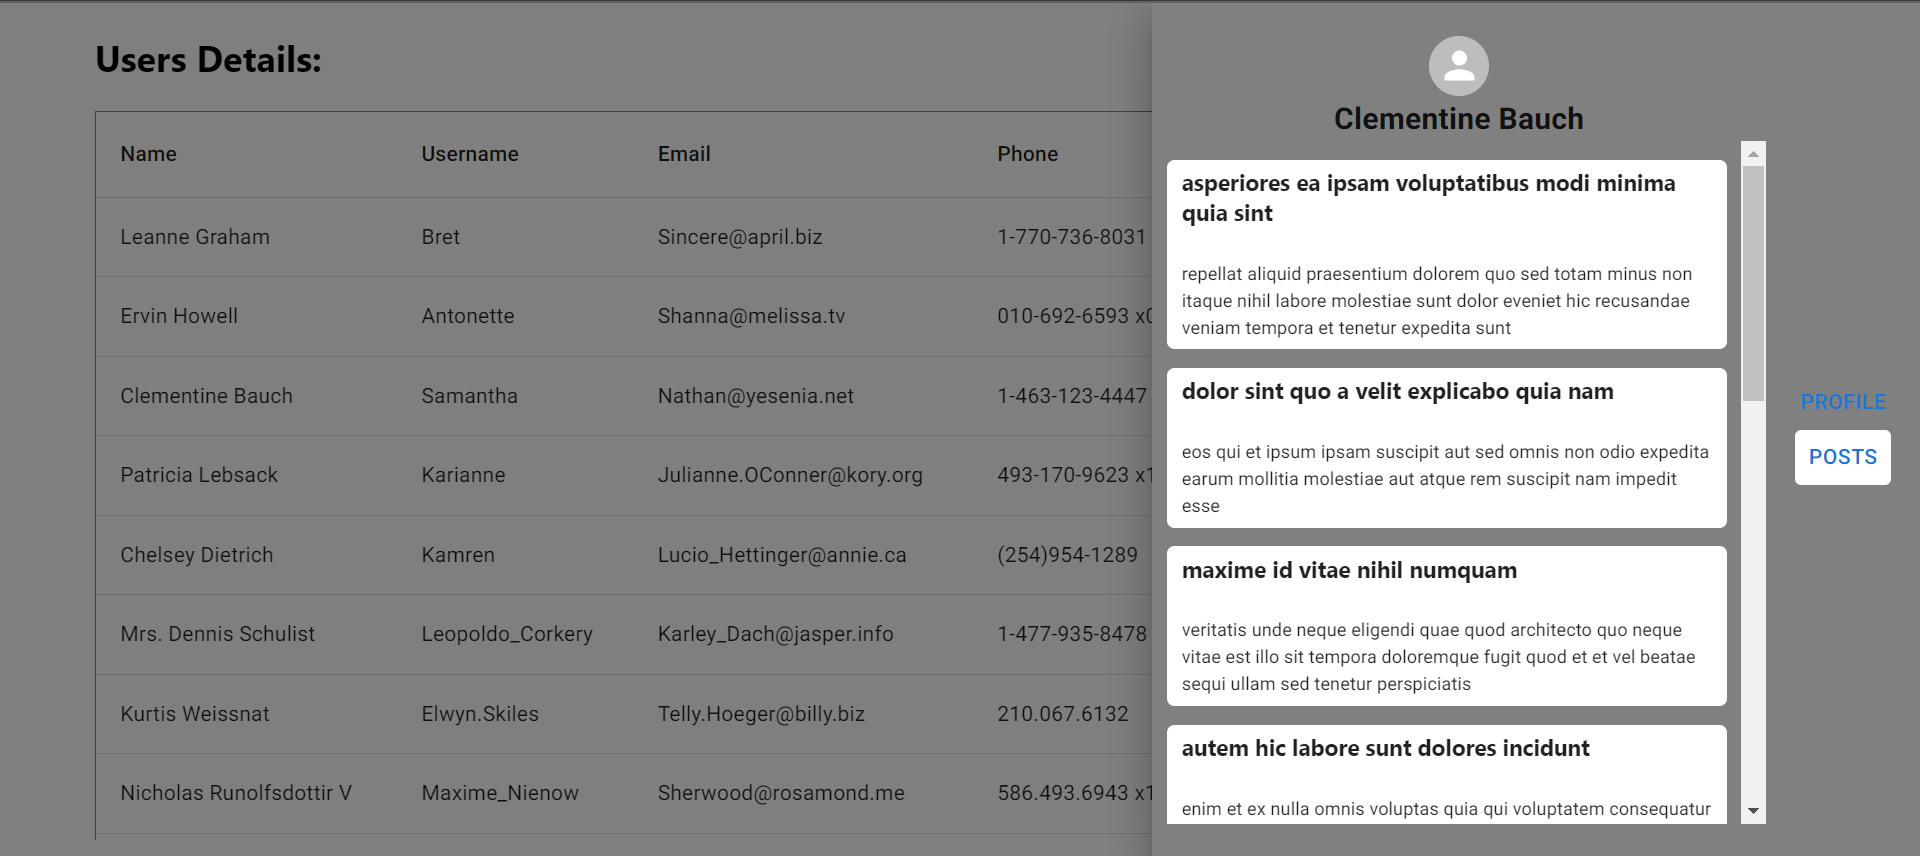 Users Details:
Name Username Email Phone
Leanne Graham Bret Sincere@april.biz 1-770-736-8031
Ervin Howell Antonette Shanna@melissa.tv 010-692-6593 x0
Clementine Bauch Samantha Nathan@yesenia.net 1-463-123-4447
Patricia Lebsack Karianne Julianne.OConner@kory.org 493-170-9623 x1
Chelsey Dietrich Kamren Lucio_Hettinger@annie.ca (254)954-1289
Mrs. Dennis Schulist Leopoldo_Corkery Karley_Dach@jasper.info 1-477-935-8478
Kurtis Weissnat Elwyn.Skiles Telly.Hoeger@billy.biz 210.067.6132
Nicholas Runolfsdottir V Maxime_Nienow Sherwood@rosamond.me 586.493.6943 x1
Clementine Bauch
asperiores ea ipsam voluptatibus modi minima
quia sint
repellat aliquid praesentium dolorem quo sed totam minus non
itaque nihil labore molestiae sunt dolor eveniet hic recusandae
veniam tempora et tenetur expedita sunt
dolor sint quo a velit explicabo quia nam
eos qui et ipsum ipsam suscipit aut sed omnis non odio expedita
earum mollitia molestiae aut atque rem suscipit nam impedit
esse
maxime id vitae nihil numquam
veritatis unde neque eligendi quae quod architecto quo neque
vitae est illo sit tempora doloremque fugit quod et et vel beatae
sequi ullam sed tenetur perspiciatis
autem hic labore sunt dolores incidunt
enim et ex nulla omnis voluptas quia qui voluptatem consequatur
PROFILE
POSTS